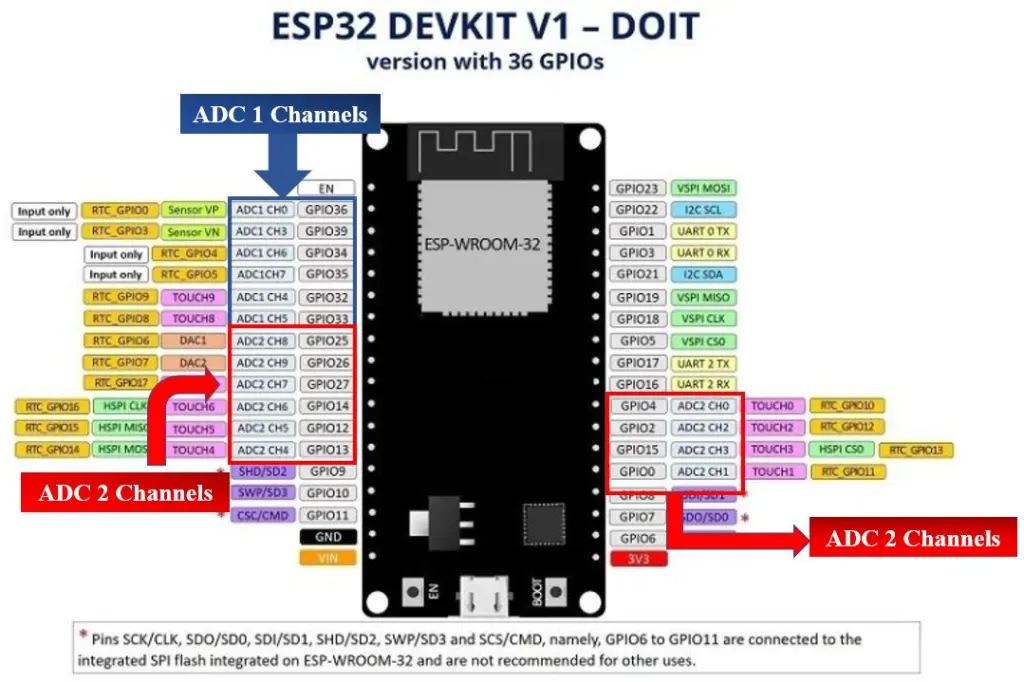 ESP32 DEVKIT V1 – DOIT
version with 36 GPIOs
ADC 1 Channels
EN
Input only RTC_GPIO0 Sensor VP ADC1 CH0 GPIO36
Input only RTC_GPIO3 Sensor VN ADC1 CH3 GPIO39
Input only RTC_GPIO4 ADC1 CH6 GPIO34
Input only RTC_GPIO5 ADC1CH7 GPIO35
RTC_GPIO9 TOUCH9 ADC1 CH4 GPIO32
RTC_GPIO8 TOUCH8 ADC1 CH5 GPIO33
RTC_GPIO6 DAC1 ADC2 CH8 GPIO25
RTC_GPIO7 DAC2 ADC2 CH9 GPIO26
RTC_GPIO17 ADC2 CH7 GPIO27
RTC_GPIO16 HSPI CLK TOUCH6 ADC2 CH6 GPIO14
RTC_GPIO15 HSPI MISO TOUCH5 ADC2 CH5 GPIO12
RTC_GPIO14 HSPI MOS TOUCH4 ADC2 CH4 GPIO13
* SHD/SD2 GPIO9
SWP/SD3 GPIO10
* CSC/CMD GPIO11
GND
VIN
ADC 2 Channels
ESP-WROOM-32
EN
BOOT
GPIO23 VSPI MOSI
GPIO22 I2C SCL
GPIO1 UART 0 TX
GPIO3 UART 0 RX
GPIO21 I2C SDA
GPIO19 VSPI MISO
GPIO18 VSPI CLK
GPIO5 VSPI CS0
GPIO17 UART 2 TX
GPIO16 UART 2 RX
GPIO4 ADC2 CH0 TOUCH0 RTC_GPIO10
GPIO2 ADC2 CH2 TOUCH2 RTC_GPIO12
GPIO15 ADC2 CH3 TOUCH3 HSPI CS0 RTC_GPIO13
GPIO0 ADC2 CH1 TOUCH1 RTC_GPIO11
GPIO8 SDI/SD1 *
GPIO7 SDO/SD0 *
GPIO6
3V3
ADC 2 Channels
* Pins SCK/CLK, SDO/SD0, SDI/SD1, SHD/SD2, SWP/SD3 and SCS/CMD, namely, GPIO6 to GPIO11 are connected to the
integrated SPI flash integrated on ESP-WROOM-32 and are not recommended for other uses.